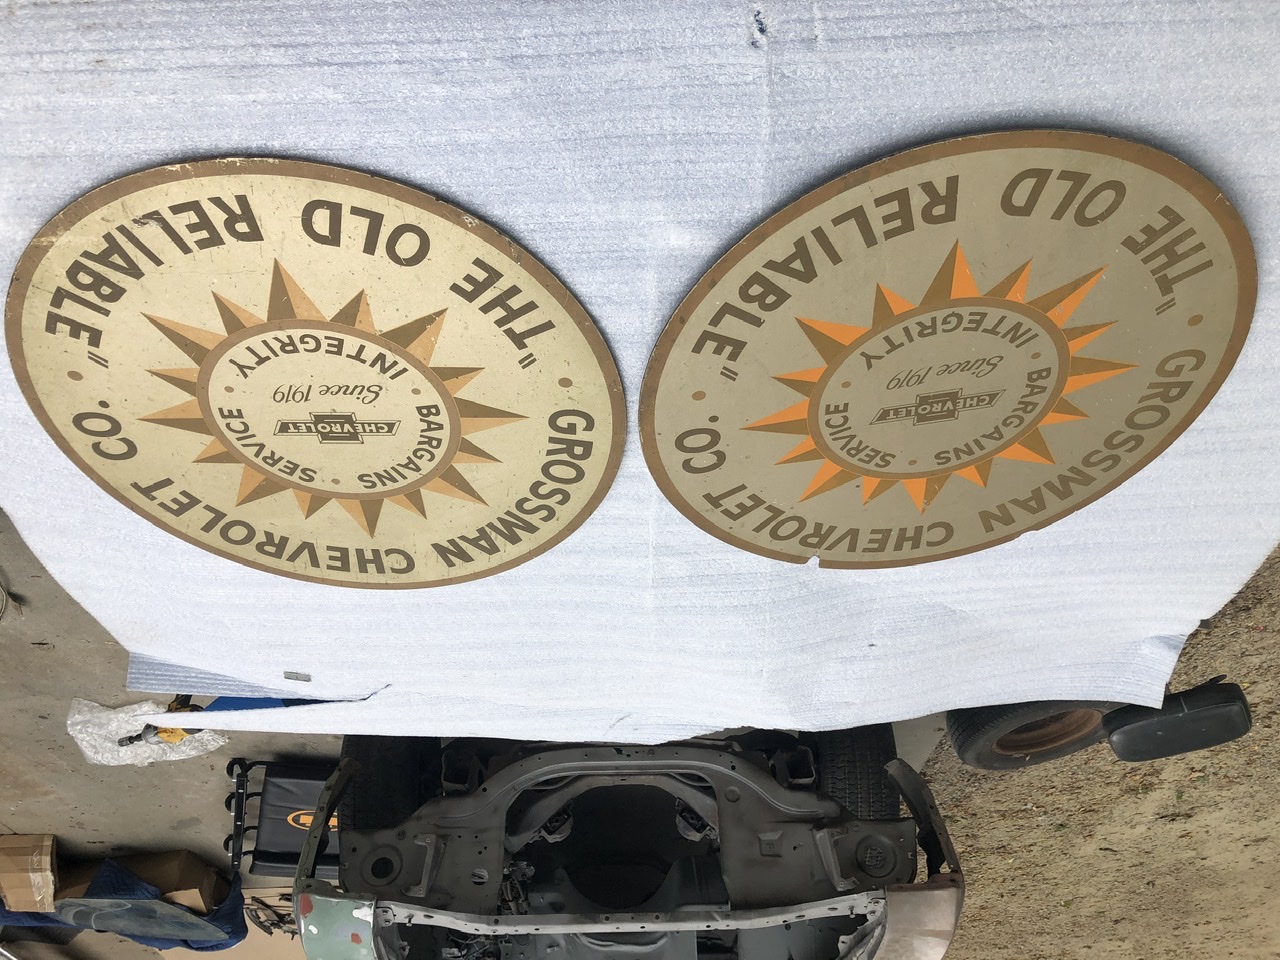 "THE OLD RELIABLE"
GROSSMAN CHEVROLET CO.
INTEGRITY • BARGAINS • SERVICE •
Since 1919
CHEVROLET
"THE OLD RELIABLE"
GROSSMAN CHEVROLET CO.
INTEGRITY • BARGAINS • SERVICE •
Since 1919
CHEVROLET